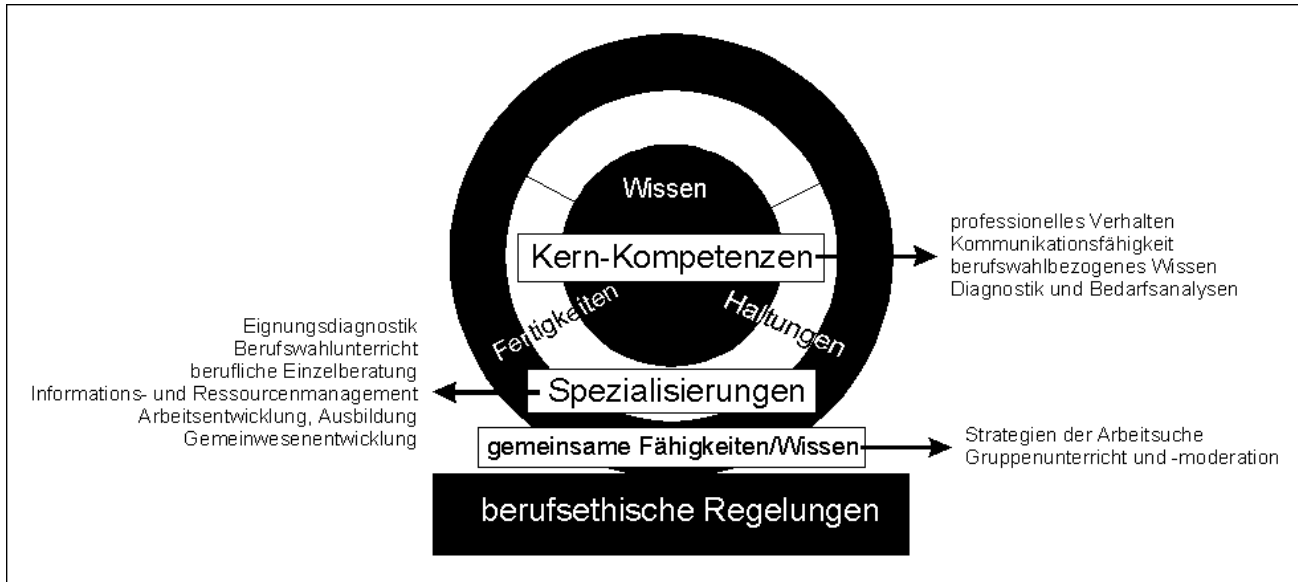 Wissen
Kern-Kompetenzen
professionelles Verhalten
Kommunikationsfähigkeit
berufswahlbezogenes Wissen
Diagnostik und Bedarfsanalysen
Fertigkeiten
Haltungen
Eignungsdiagnostik
Berufswahlunterricht
berufliche Einzelberatung
Informations- und Ressourcenmanagement
Arbeitsentwicklung, Ausbildung
Gemeinwesenentwicklung
Spezialisierungen
gemeinsame Fähigkeiten/Wissen
Strategien der Arbeitsuche
Gruppenunterricht und -moderation
berufsethische Regelungen